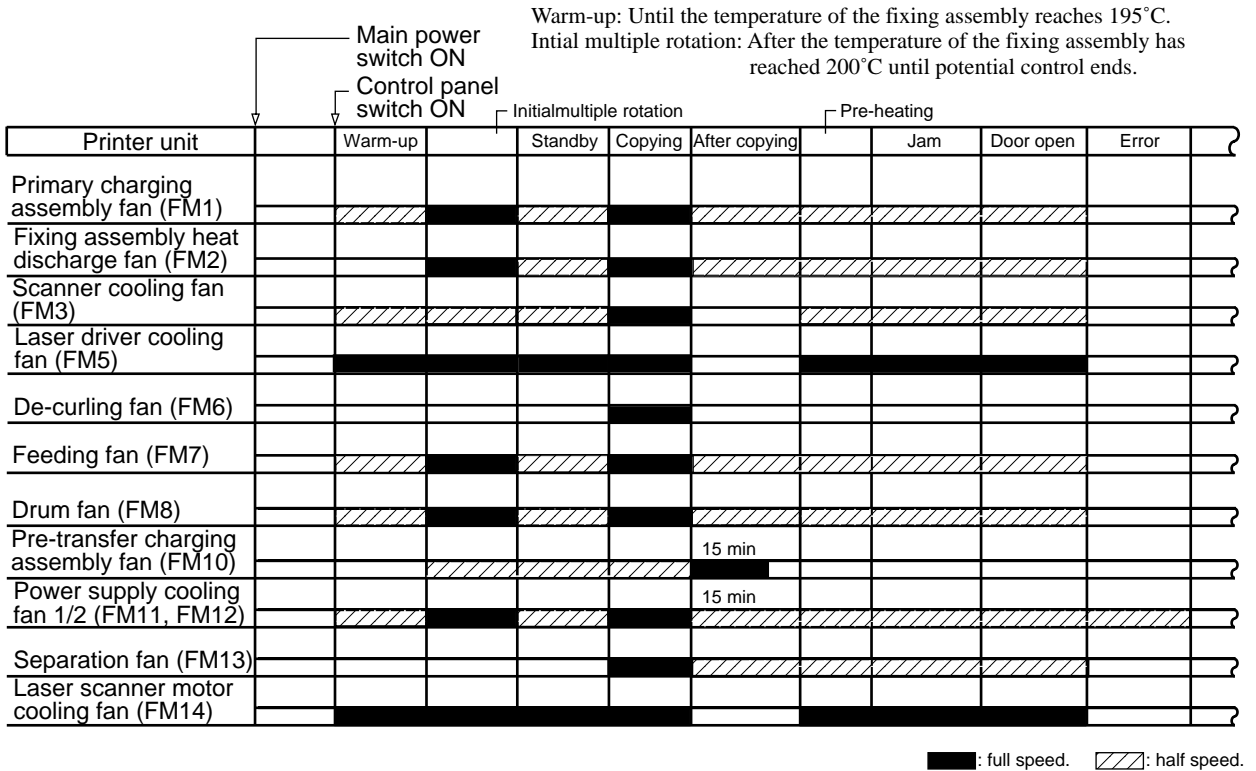 Warm-up: Until the temperature of the fixing assembly reaches 195˚C.
Intial multiple rotation: After the temperature of the fixing assembly has
reached 200˚C until potential control ends.
Main power
switch ON
Control panel
switch ON
Initialmultiple rotation
Pre-heating
Printer unit Warm-up Standby Copying After copying Jam Door open Error
Primary charging
assembly fan (FM1)
Fixing assembly heat
discharge fan (FM2)
Scanner cooling fan
(FM3)
Laser driver cooling
fan (FM5)
De-curling fan (FM6)
Feeding fan (FM7)
Drum fan (FM8)
Pre-transfer charging
assembly fan (FM10)
15 min
Power supply cooling
fan 1/2 (FM11, FM12)
15 min
Separation fan (FM13)
Laser scanner motor
cooling fan (FM14)
: full speed. : half speed.